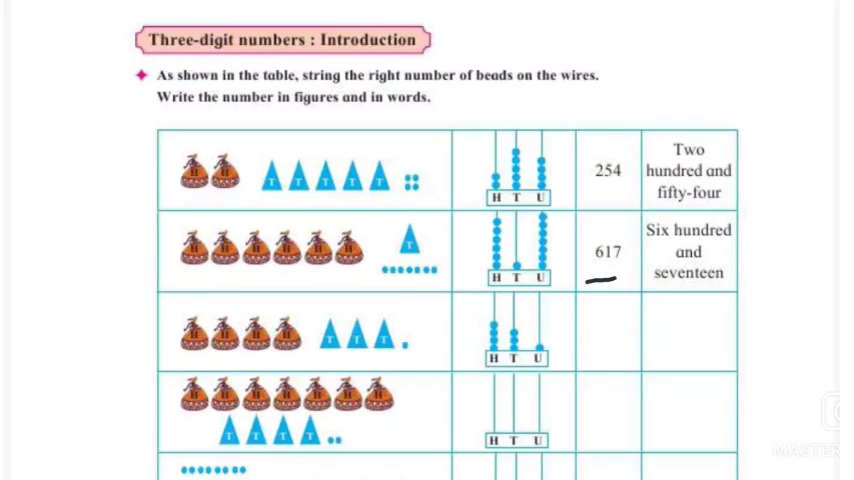 Three-digit numbers : Introduction
As shown in the table, string the right number of beads on the wires.
Write the number in figures and in words.
H H T T T T T H T U 254 Two hundred and fifty-four
H H H H H H T H T U 617 Six hundred and seventeen
H H H H T T T H T U
H H H H H H H
T T T T H T U
MASTER